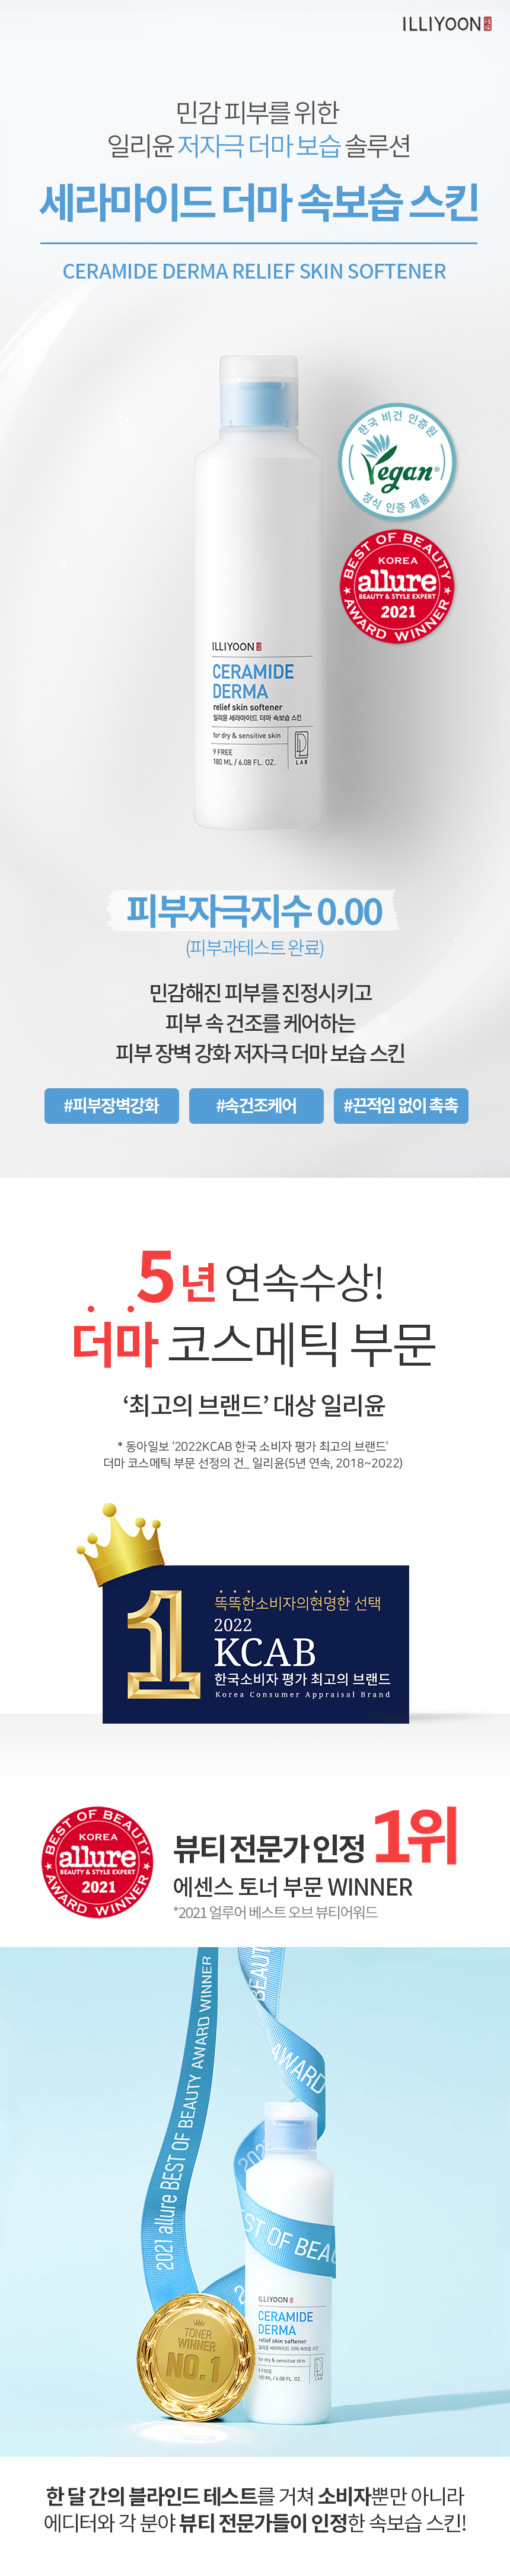 ILLIYOON
민감 피부를 위한
일리윤 저자극 더마 보습 솔루션
세라마이드 더마 속보습 스킨
CERAMIDE DERMA RELIEF SKIN SOFTENER
한국 비건 인증원
Vegan®
정식 인증 제품
BEST OF BEAUTY
KOREA
allure
BEAUTY & STYLE EXPERT
2021
AWARD WINNER
ILLIYOON
CERAMIDE
DERMA
relief skin softener
일리윤 세라마이드 더마 속보습 스킨
for dry & sensitive skin
9 FREE
180 ML / 6.08 FL. OZ.
LAB
피부자극지수 0.00
(피부과테스트 완료)
민감해진 피부를 진정시키고
피부 속 건조를 케어하는
피부 장벽 강화 저자극 더마 보습 스킨
#피부장벽강화
#속건조케어
#끈적임 없이 촉촉
5년 연속수상!
더마 코스메틱 부문
‘최고의 브랜드’ 대상 일리윤
* 동아일보 ‘2022KCAB 한국 소비자 평가 최고의 브랜드’
더마 코스메틱 부문 선정의 건_ 일리윤(5년 연속, 2018~2022)
1
똑똑한소비자의현명한 선택
2022
KCAB
한국소비자 평가 최고의 브랜드
Korea Consumer Appraisal Brand
BEST OF BEAUTY
KOREA
allure
BEAUTY & STYLE EXPERT
2021
AWARD WINNER
뷰티 전문가 인정 1위
에센스 토너 부문 WINNER
*2021 얼루어 베스트 오브 뷰티어워드
2021 allure BEST OF BEAUTY AWARD WINNER
BEAUT
AWARD
202
ST OF BEAU
2
TONER
WINNER
NO.1
ILLIYOON
CERAMIDE
DERMA
relief skin softener
일리윤 세라마이드 더마 속보습 스킨
for dry & sensitive skin
9 FREE
180 ML / 6.08 FL. OZ.
LAB
한 달 간의 블라인드 테스트를 거쳐 소비자뿐만 아니라
에디터와 각 분야 뷰티 전문가들이 인정한 속보습 스킨!